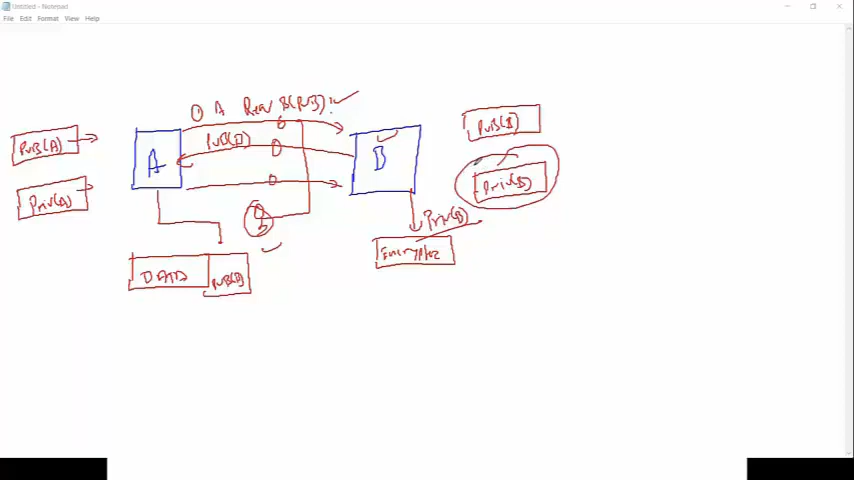 Untitled - Notepad
File Edit Format View Help
① A Req B(PUB)
PUB(A)
Priv(A)
A
PUB(B)
B
PUB(B)
Priv(B)
Priv(B)
Encrypted
DATA
PUB(B)